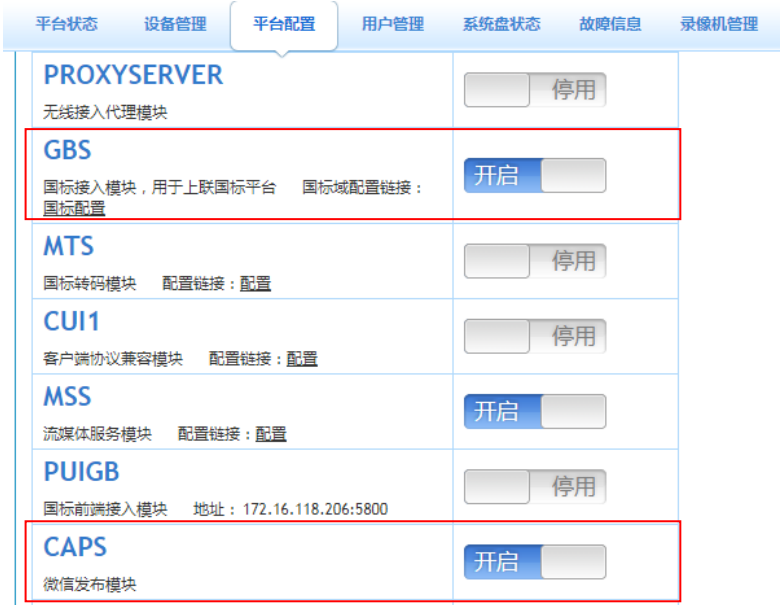 平台状态 设备管理 平台配置 用户管理 系统盘状态 故障信息 录像机管理
PROXYSERVER
停用
无线接入代理模块
GBS
开启
国标接入模块，用于上联国标平台 国标域配置链接：
国标配置
MTS
停用
国标转码模块 配置链接：配置
CUI1
停用
客户端协议兼容模块 配置链接：配置
MSS
开启
流媒体服务模块 配置链接：配置
PUIGB
停用
国标前端接入模块 地址：172.16.118.206:5800
CAPS
开启
微信发布模块